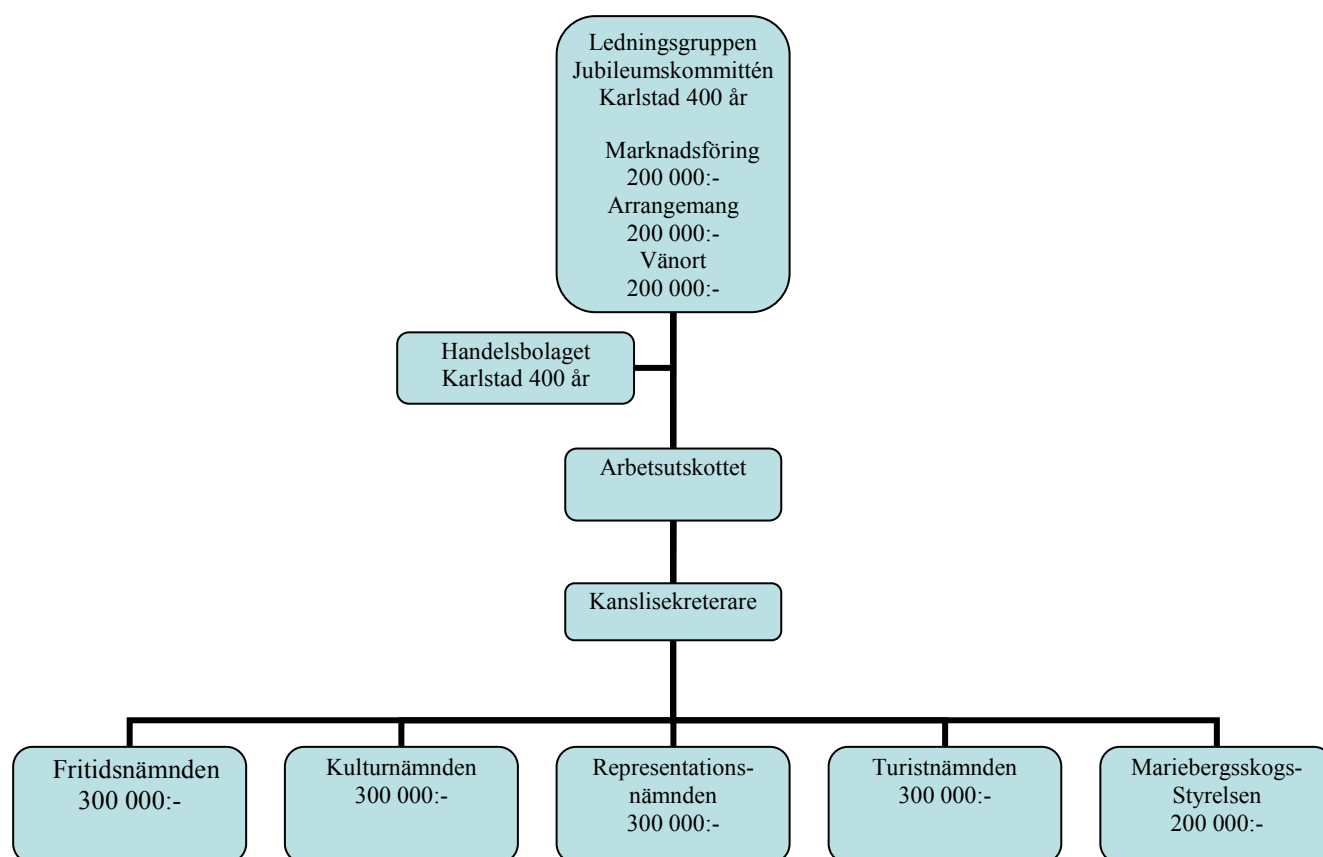 Ledningsgruppen
Jubileumskommittén
Karlstad 400 år
Marknadsföring
200 000:-
Arrangemang
200 000:-
Vänort
200 000:-
Handelsbolaget
Karlstad 400 år
Arbetsutskottet
Kanslisekreterare
Fritidsnämnden
300 000:-
Kulturnämnden
300 000:-
Representations-
nämnden
300 000:-
Turistnämnden
300 000:-
Mariebergsskogs-
Styrelsen
200 000:-